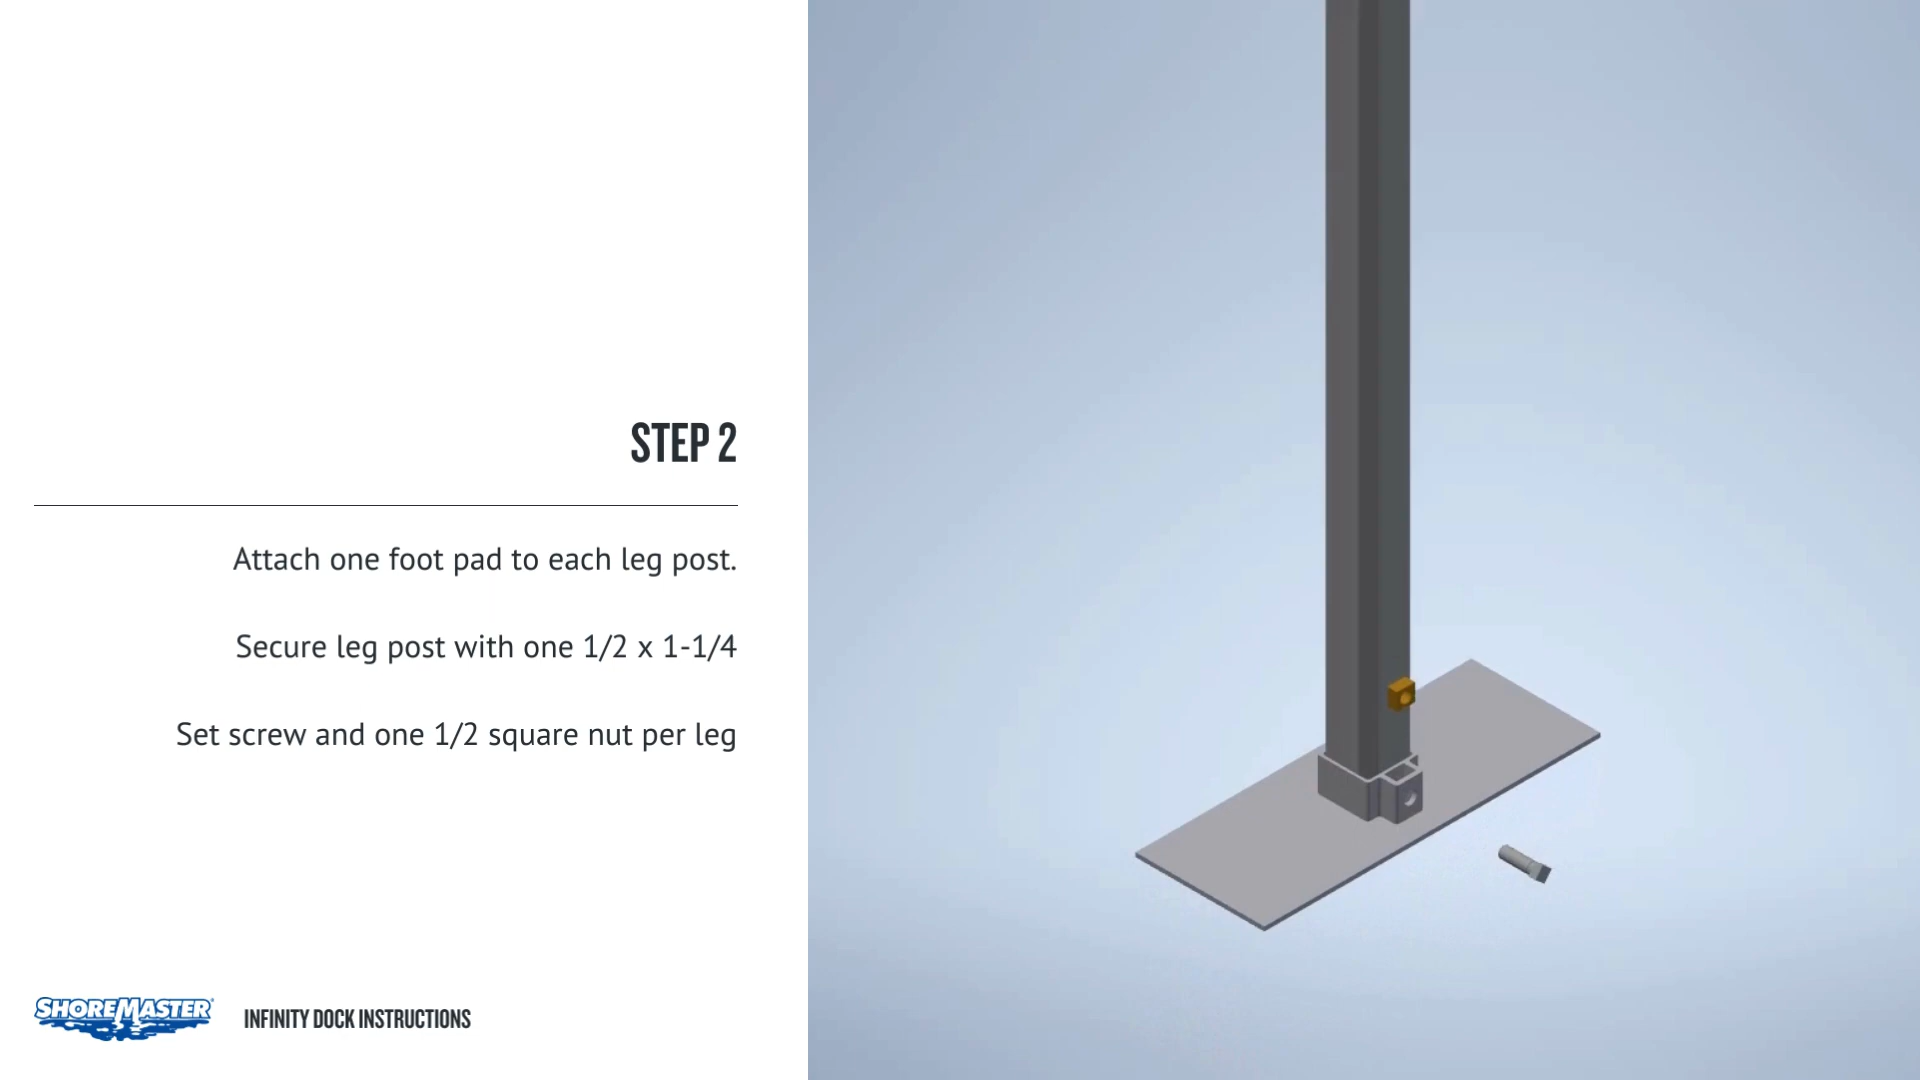 STEP 2
Attach one foot pad to each leg post.
Secure leg post with one 1/2 x 1-1/4
Set screw and one 1/2 square nut per leg
SHOREMASTER®
INFINITY DOCK INSTRUCTIONS